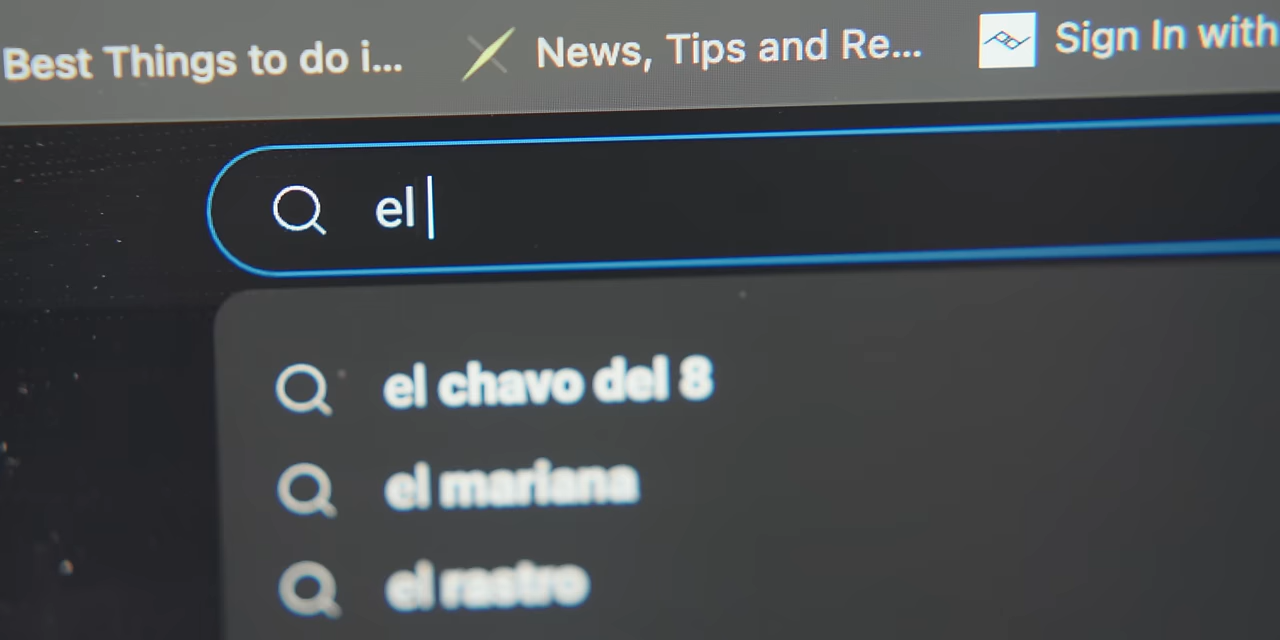 Best Things to do i... News, Tips and Re... Sign In with
el
el chavo del 8
el mariana
el rastro